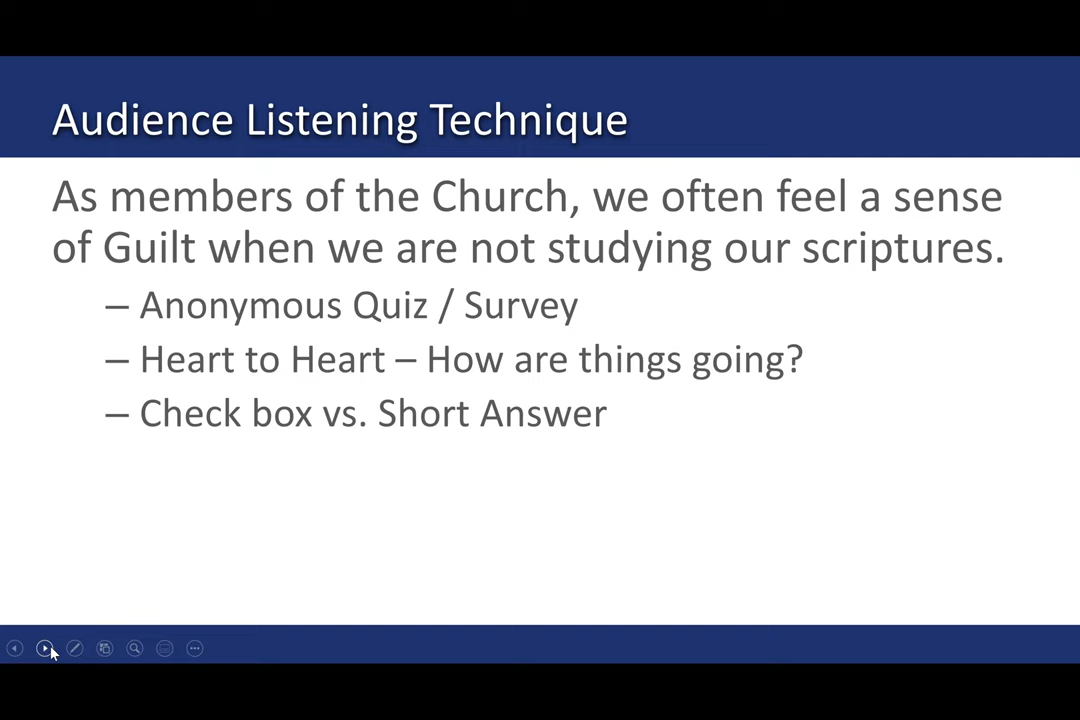 Audience Listening Technique
As members of the Church, we often feel a sense
of Guilt when we are not studying our scriptures.
– Anonymous Quiz / Survey
– Heart to Heart – How are things going?
– Check box vs. Short Answer